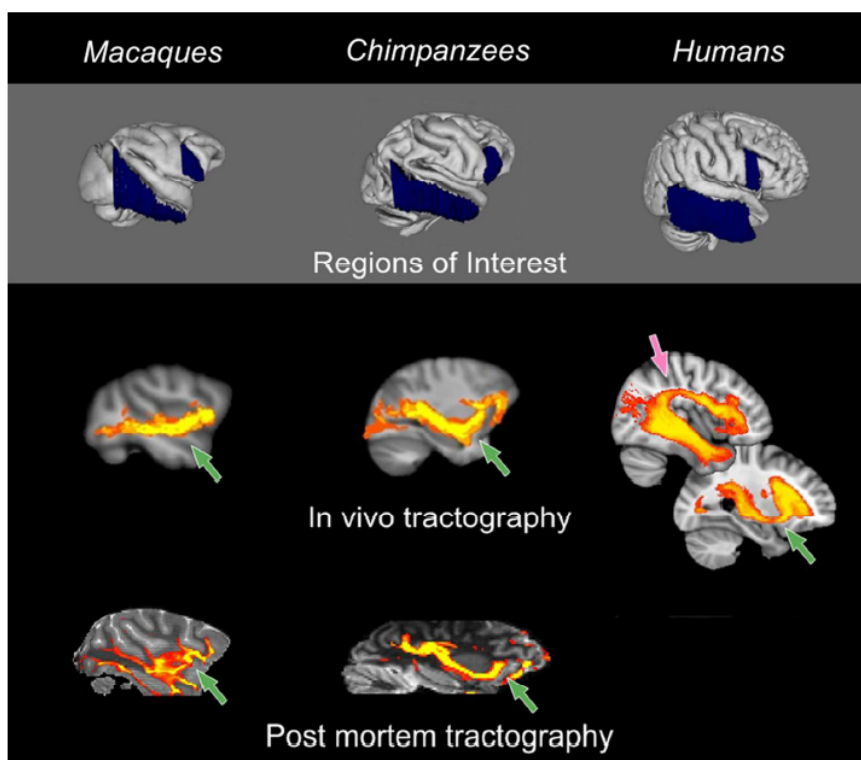 Macaques Chimpanzees Humans
Regions of Interest
In vivo tractography
Post mortem tractography